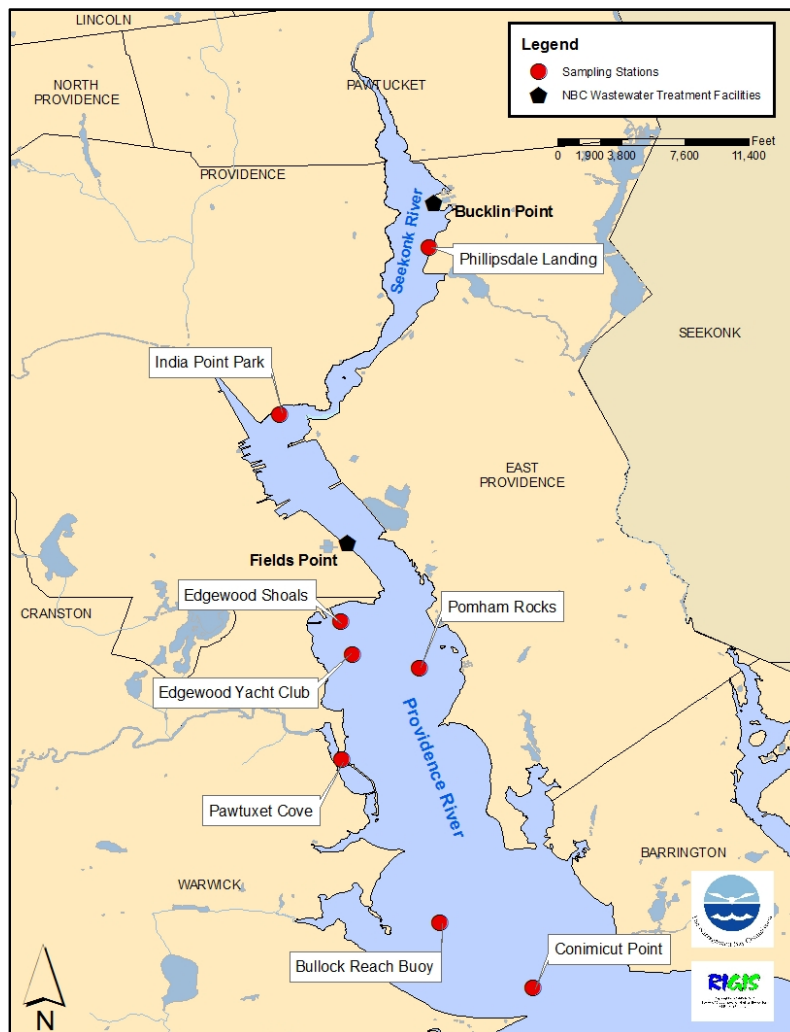 LINCOLN
Legend
Sampling Stations
NBC Wastewater Treatment Facilities
NORTH
PROVIDENCE
PAWTUCKET
Feet
0 1,900 3,800 7,600 11,400
PROVIDENCE
Seekonk River
Bucklin Point
Phillipsdale Landing
SEEKONK
India Point Park
EAST
PROVIDENCE
Fields Point
Edgewood Shoals
CRANSTON
Pomham Rocks
Edgewood Yacht Club
Providence River
Pawtuxet Cove
BARRINGTON
WARWICK
Bullock Reach Buoy
Conimicut Point
N
RIGIS